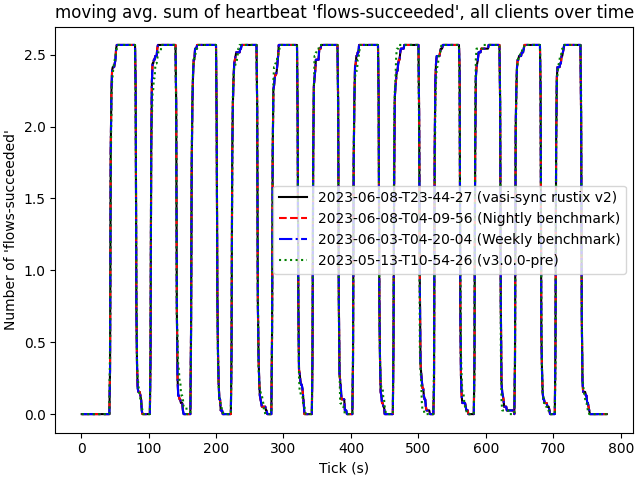 moving avg. sum of heartbeat 'flows-succeeded', all clients over time
Number of 'flows-succeeded'
2.5
2.0
1.5
1.0
0.5
0.0
2023-06-08-T23-44-27 (vasi-sync rustix v2)
2023-06-08-T04-09-56 (Nightly benchmark)
2023-06-03-T04-20-04 (Weekly benchmark)
2023-05-13-T10-54-26 (v3.0.0-pre)
0 100 200 300 400 500 600 700 800
Tick (s)